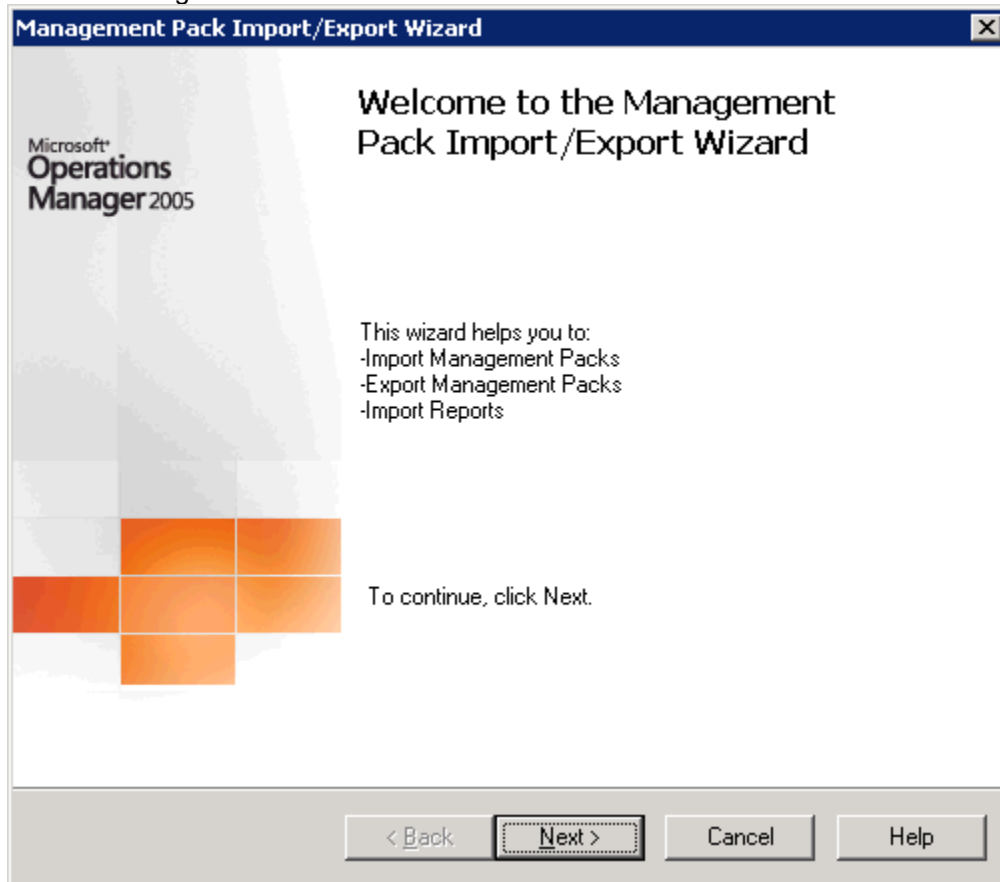 Management Pack Import/Export Wizard
Microsoft
Operations
Manager 2005
Welcome to the Management
Pack Import/Export Wizard
This wizard helps you to:
-Import Management Packs
-Export Management Packs
-Import Reports
To continue, click Next.
< Back
Next >
Cancel
Help